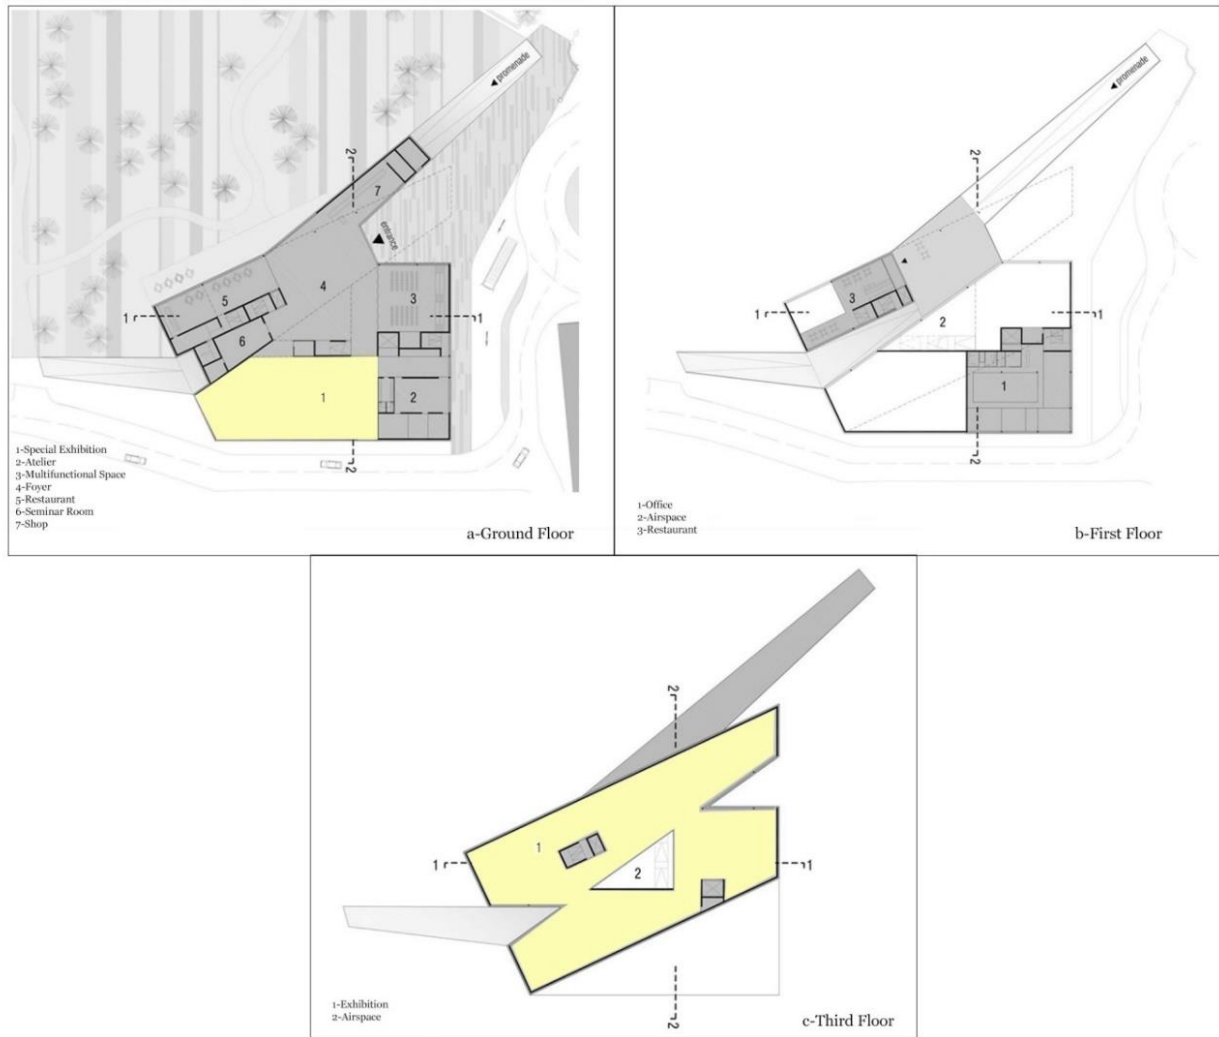 promenade
2
7
entrance
5
4
3
1
1
6
1
2
2
1-Special Exhibition
2-Atelier
3-Multifunctional Space
4-Foyer
5-Restaurant
6-Seminar Room
7-Shop
a-Ground Floor
promenade
2
3
1
2
1
1
2
1-Office
2-Airspace
3-Restaurant
b-First Floor
2
1
1
2
1
2
1-Exhibition
2-Airspace
c-Third Floor